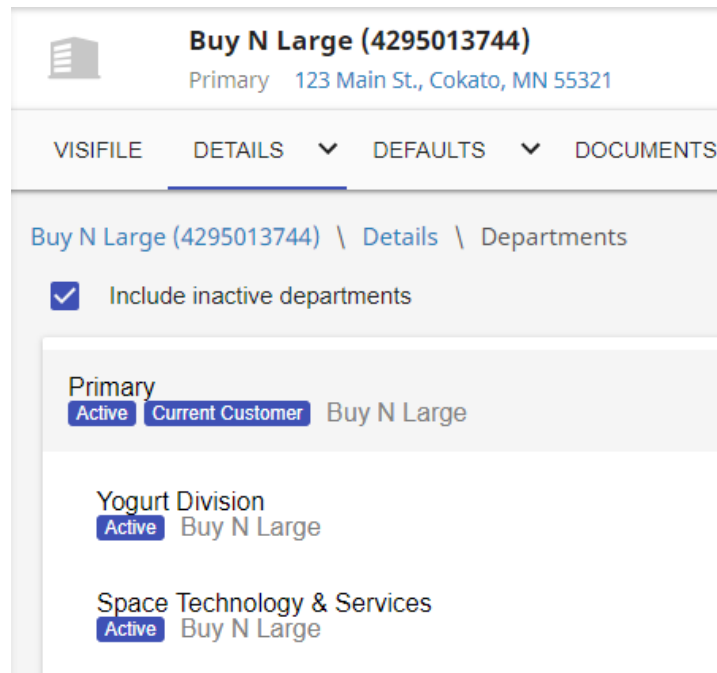 Buy N Large (4295013744)
Primary 123 Main St., Cokato, MN 55321
VISIFILE DETAILS DEFAULTS DOCUMENTS
Buy N Large (4295013744) \ Details \ Departments
Include inactive departments
Primary
Active Current Customer Buy N Large
Yogurt Division
Active Buy N Large
Space Technology & Services
Active Buy N Large